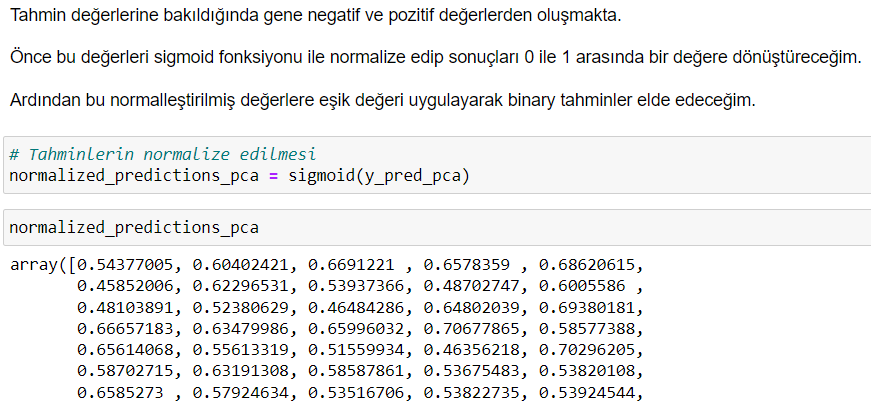 Tahmin değerlerine bakıldığında gene negatif ve pozitif değerlerden oluşmakta.
Önce bu değerleri sigmoid fonksiyonu ile normalize edip sonuçları 0 ile 1 arasında bir değere dönüştüreceğim.
Ardından bu normalleştirilmiş değerlere eşik değeri uygulayarak binary tahminler elde edeceğim.
# Tahminlerin normalize edilmesi
normalized_predictions_pca = sigmoid(y_pred_pca)
normalized_predictions_pca
array([0.54377005, 0.60402421, 0.6691221 , 0.6578359 , 0.68620615,
0.45852006, 0.62296531, 0.53937366, 0.48702747, 0.6005586 ,
0.48103891, 0.52380629, 0.46484286, 0.64802039, 0.69380181,
0.66657183, 0.63479986, 0.65996032, 0.70677865, 0.58577388,
0.65614068, 0.55613319, 0.51559934, 0.46356218, 0.70296205,
0.58702715, 0.63191308, 0.58587861, 0.53675483, 0.53820108,
0.6585273 , 0.57924634, 0.53516706, 0.53822735, 0.53924544,